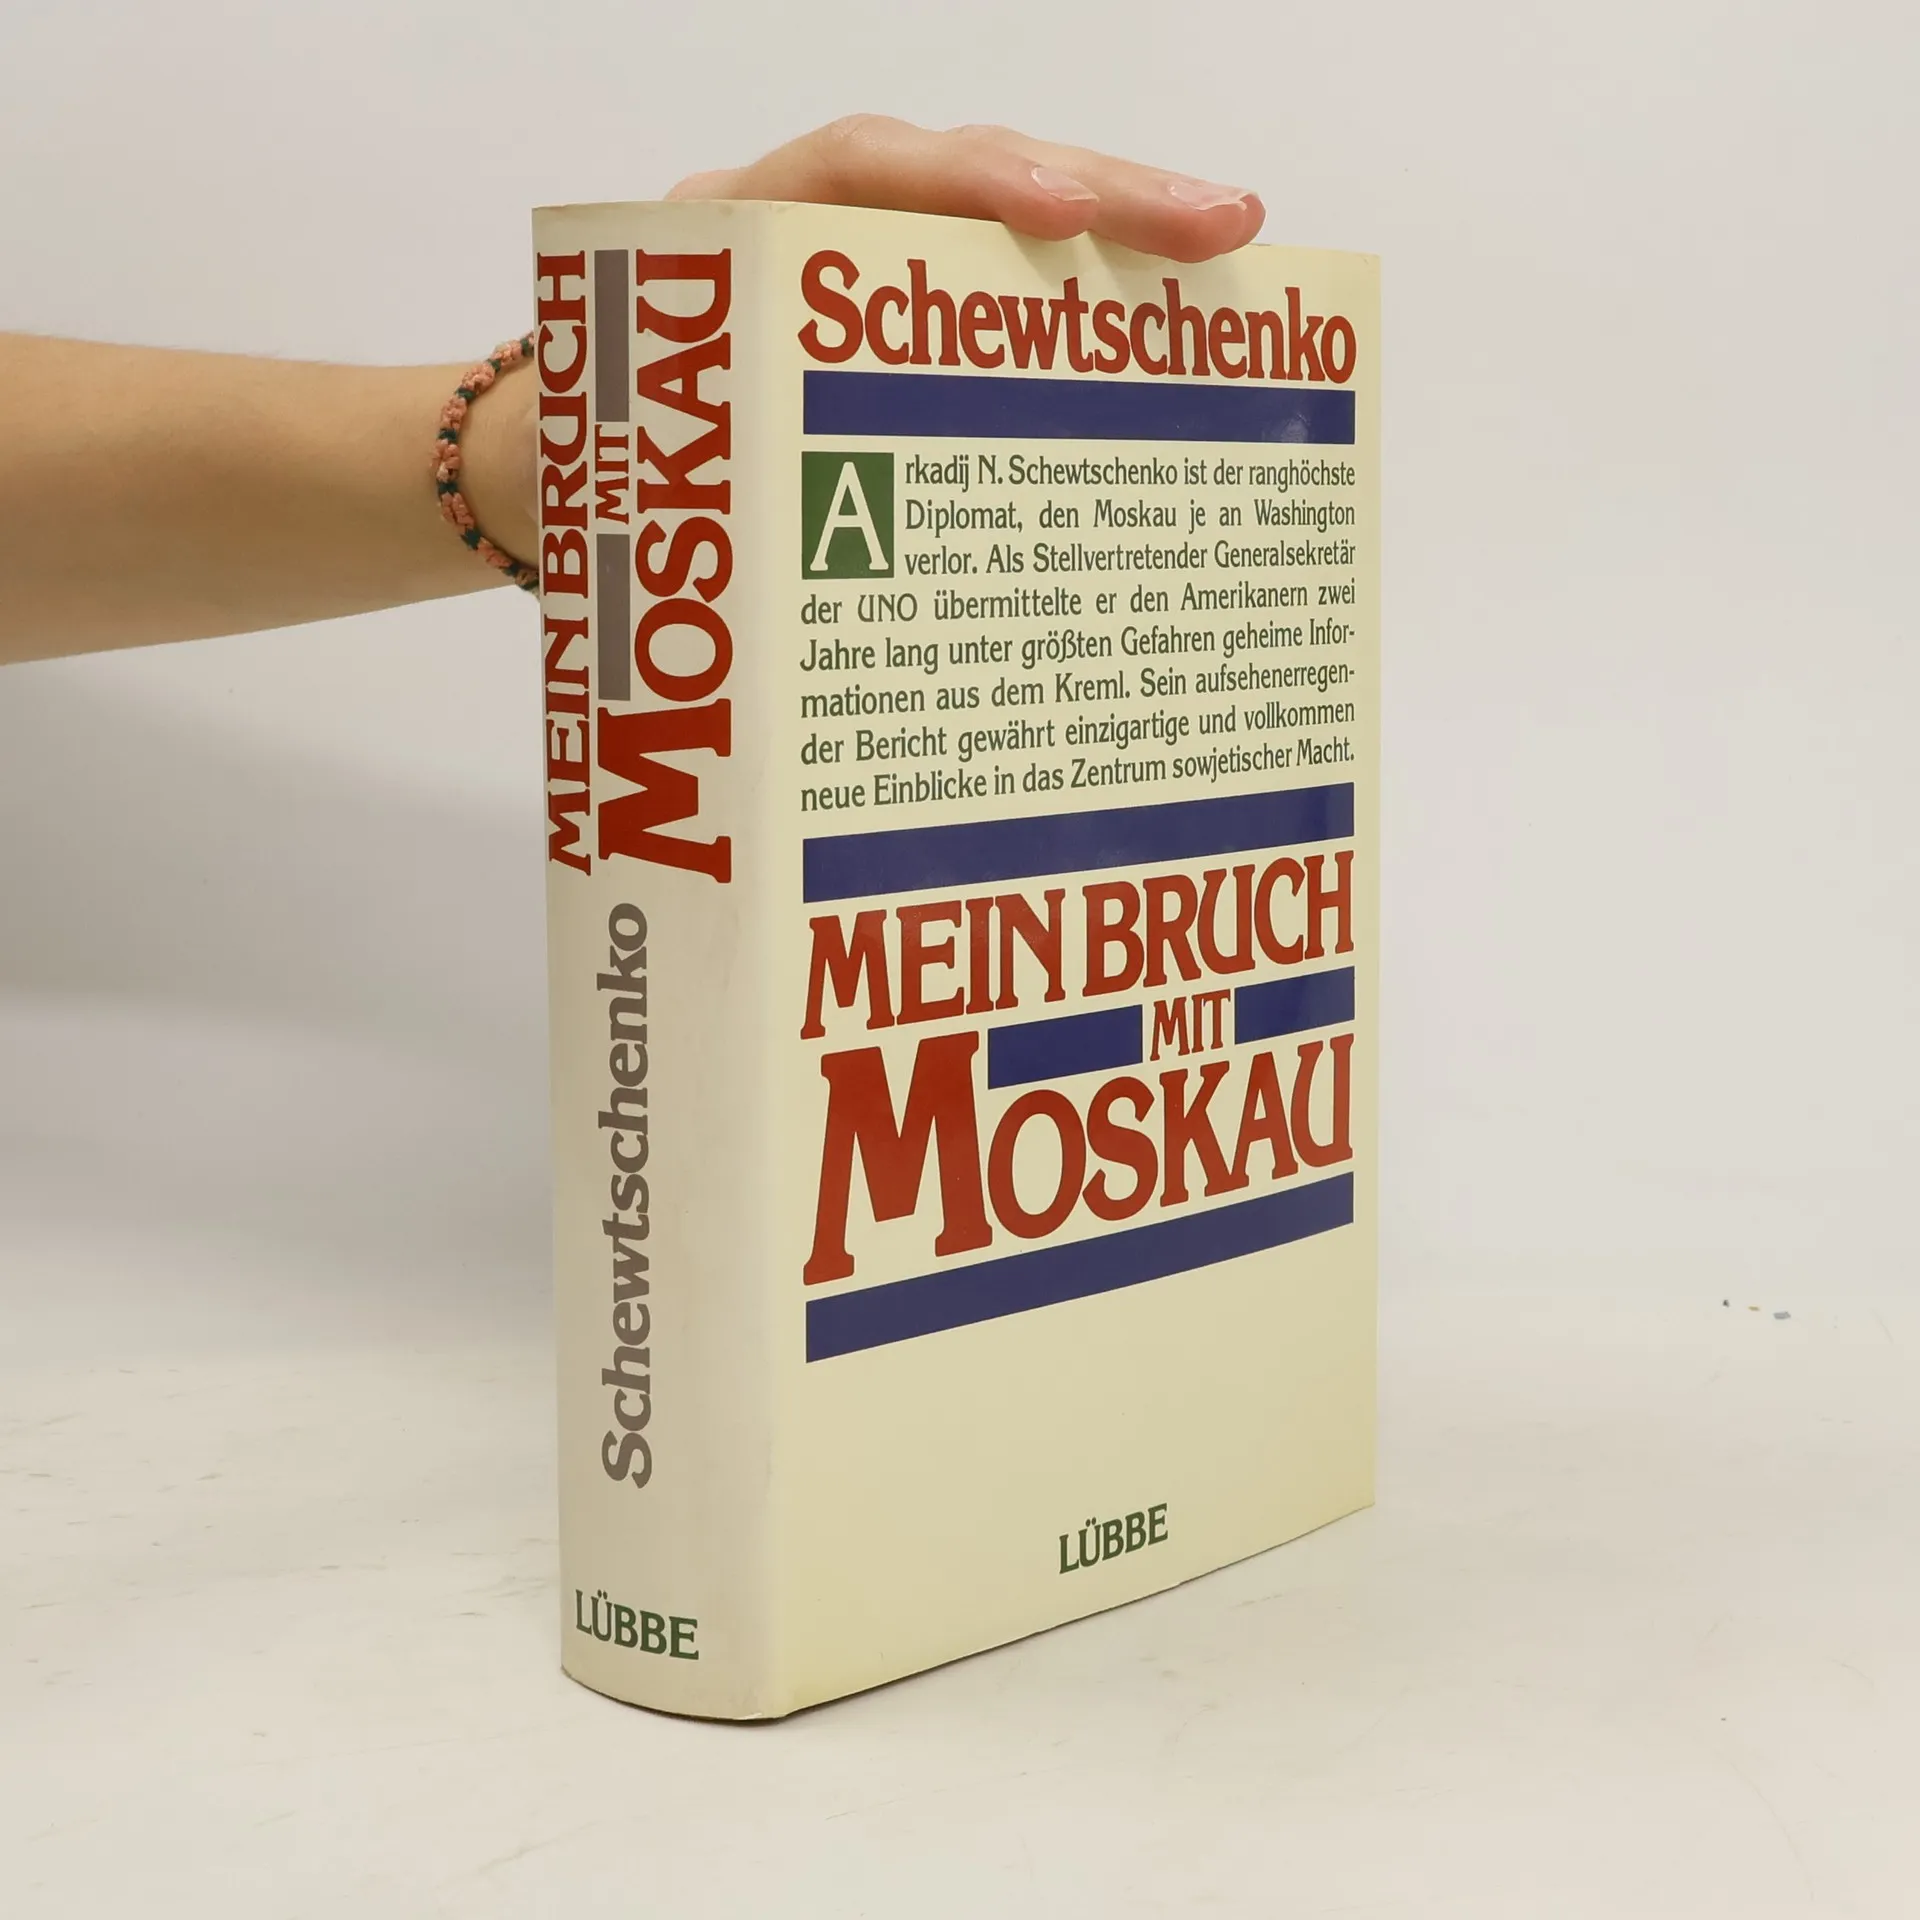 MEIN BRUCH
MIT
MOSKAU
Schewtschenko
LÜBBE
Schewtschenko
Arkadij N. Schewtschenko ist der ranghöchste
Diplomat, den Moskau je an Washington
verlor. Als Stellvertretender Generalsekretär
der UNO übermittelte er den Amerikanern zwei
Jahre lang unter größten Gefahren geheime Infor-
mationen aus dem Kreml. Sein aufsehenerregen-
der Bericht gewährt einzigartige und vollkommen
neue Einblicke in das Zentrum sowjetischer Macht.
MEIN BRUCH
MIT
MOSKAU
LÜBBE